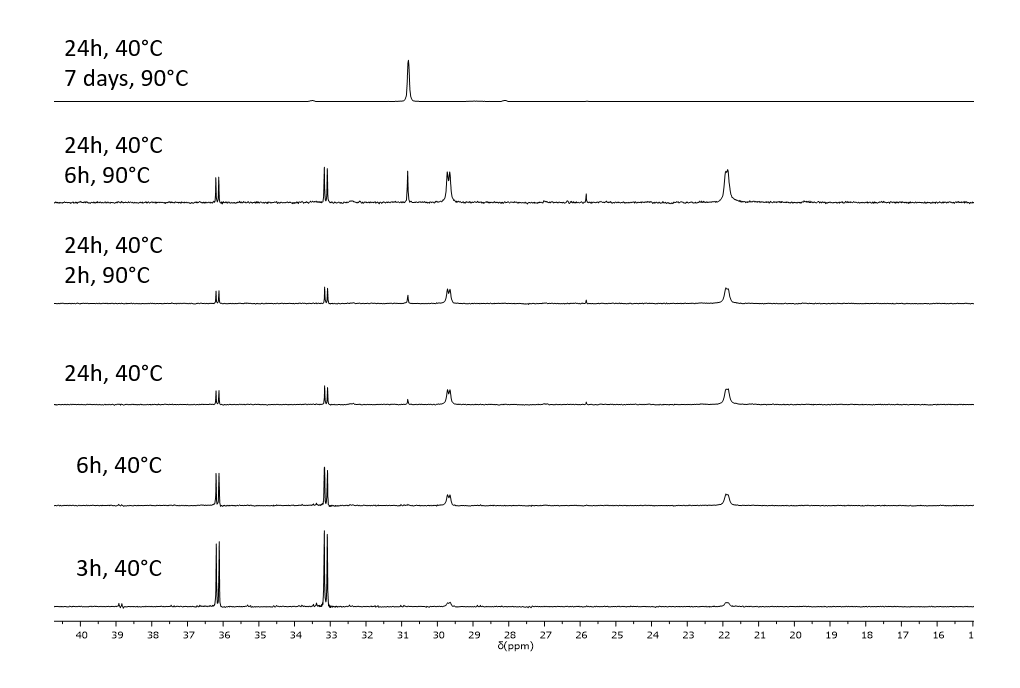 24h, 40°C
7 days, 90°C
24h, 40°C
6h, 90°C
24h, 40°C
2h, 90°C
24h, 40°C
6h, 40°C
3h, 40°C
40 39 38 37 36 35 34 33 32 31 30 29 28 27 26 25 24 23 22 21 20 19 18 17 16 1
δ(ppm)